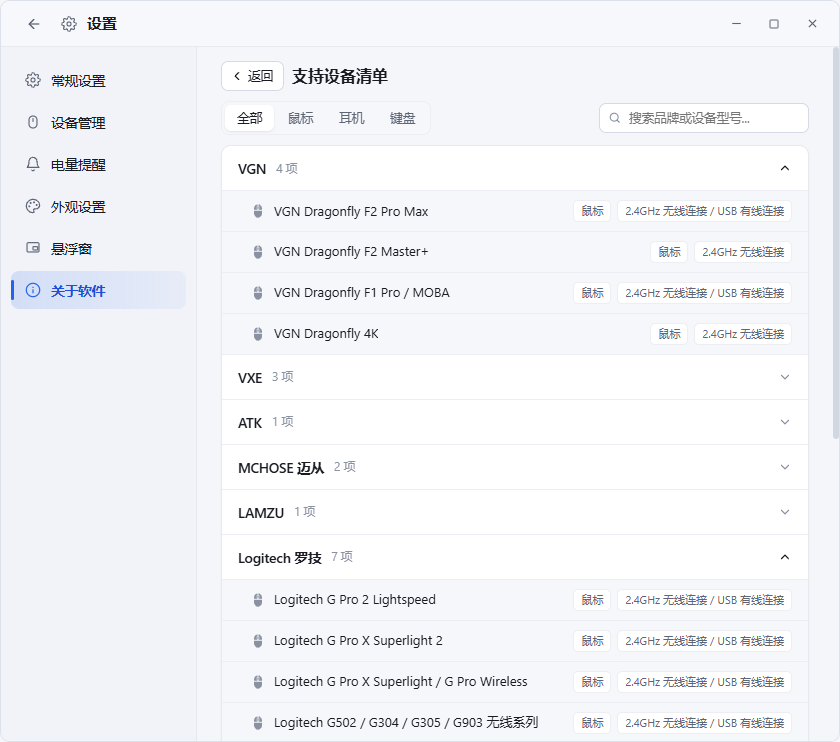 设置
常规设置
设备管理
电量提醒
外观设置
悬浮窗
关于软件
返回 支持设备清单
全部 鼠标 耳机 键盘 搜索品牌或设备型号...
VGN 4 项
VGN Dragonfly F2 Pro Max 鼠标 2.4GHz 无线连接 / USB 有线连接
VGN Dragonfly F2 Master+ 鼠标 2.4GHz 无线连接
VGN Dragonfly F1 Pro / MOBA 鼠标 2.4GHz 无线连接 / USB 有线连接
VGN Dragonfly 4K 鼠标 2.4GHz 无线连接
VXE 3 项
ATK 1 项
MCHOSE 迈从 2 项
LAMZU 1 项
Logitech 罗技 7 项
Logitech G Pro 2 Lightspeed 鼠标 2.4GHz 无线连接 / USB 有线连接
Logitech G Pro X Superlight 2 鼠标 2.4GHz 无线连接 / USB 有线连接
Logitech G Pro X Superlight / G Pro Wireless 鼠标 2.4GHz 无线连接 / USB 有线连接
Logitech G502 / G304 / G305 / G903 无线系列 鼠标 2.4GHz 无线连接 / USB 有线连接